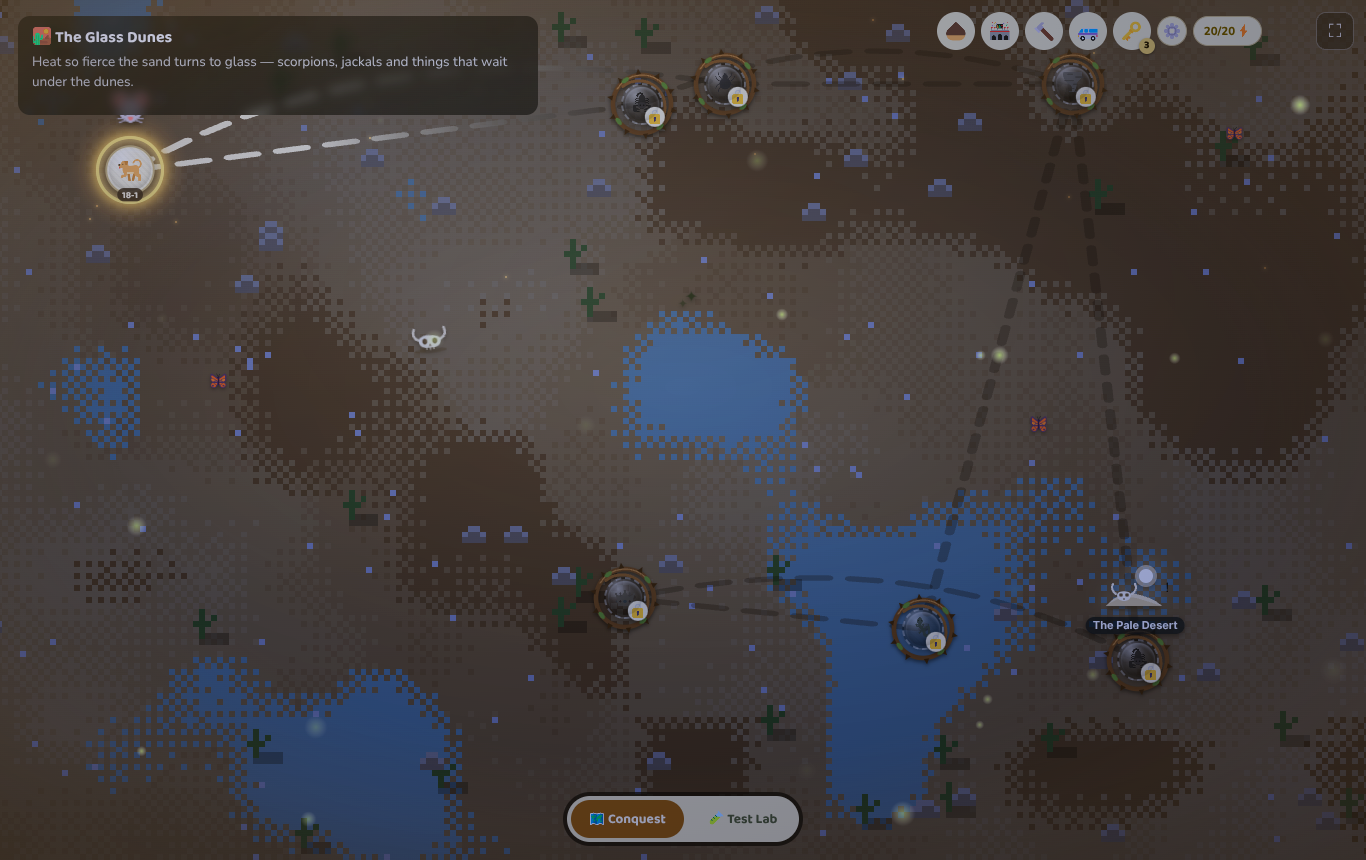 The Glass Dunes
Heat so fierce the sand turns to glass — scorpions, jackals and things that wait
under the dunes.
3
20/20
18-1
The Pale Desert
Conquest
Test Lab